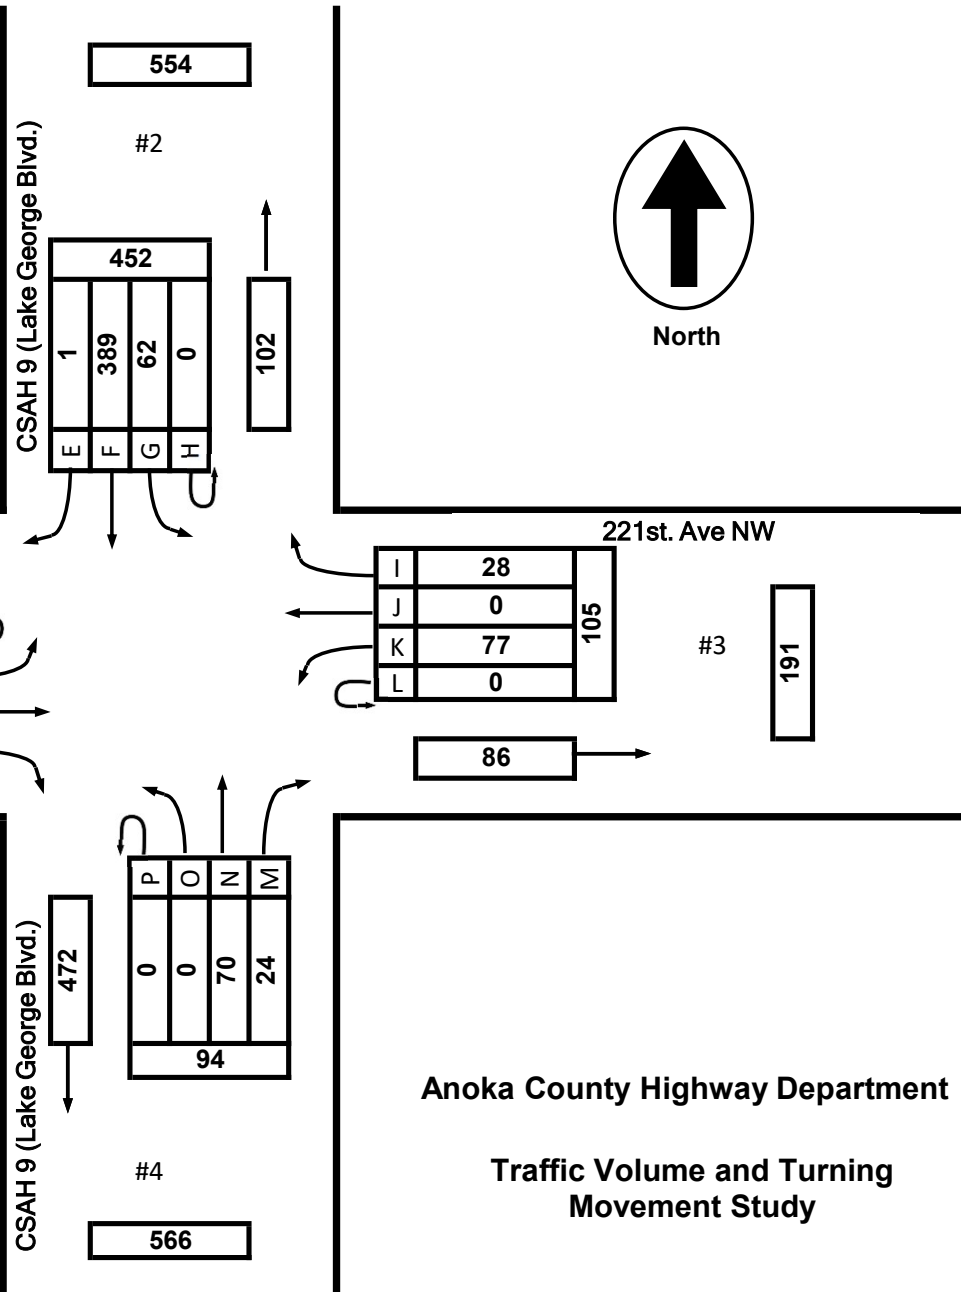 554
#2
CSAH 9 (Lake George Blvd.)
452
1
389
62
0
E
F
G
H
102
North
221st. Ave NW
I 28
J 0
K 77
L 0
105
#3
191
86
P
O
N
M
0
0
70
24
94
472
CSAH 9 (Lake George Blvd.)
#4
566
Anoka County Highway Department
Traffic Volume and Turning
Movement Study